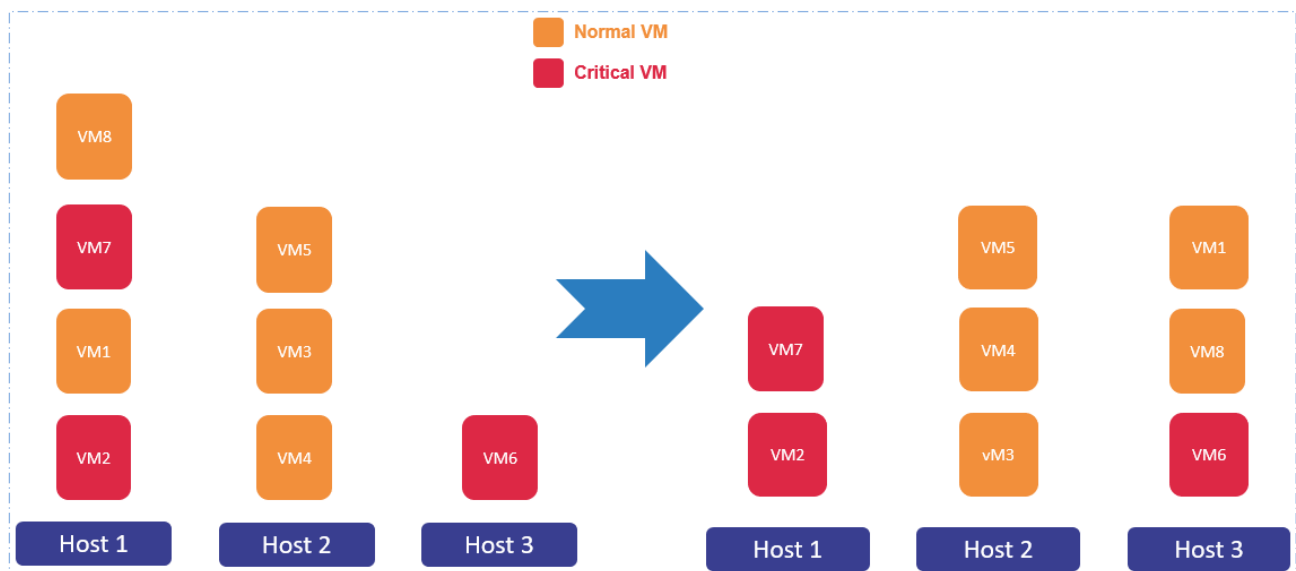 Normal VM
Critical VM
VM8
VM7
VM5
VM1
VM3
VM2
VM4
VM6
Host 1
Host 2
Host 3
VM5
VM1
VM7
VM4
VM8
VM2
vM3
VM6
Host 1
Host 2
Host 3